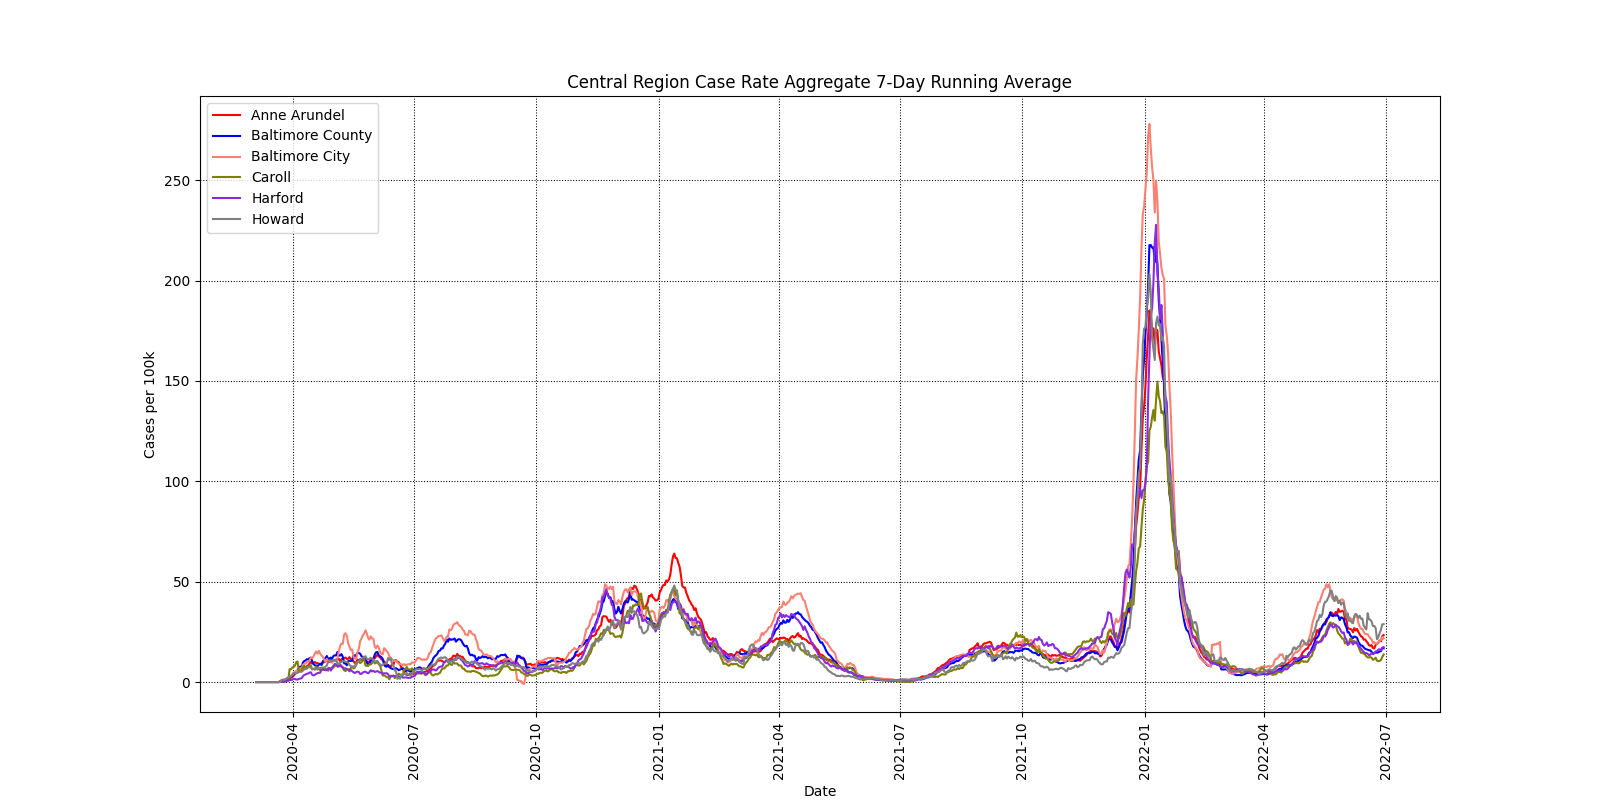 Central Region Case Rate Aggregate 7-Day Running Average
Anne Arundel
Baltimore County
Baltimore City
Caroll
Harford
Howard
Cases per 100k
250
200
150
100
50
0
2020-04
2020-07
2020-10
2021-01
2021-04
2021-07
2021-10
2022-01
2022-04
2022-07
Date